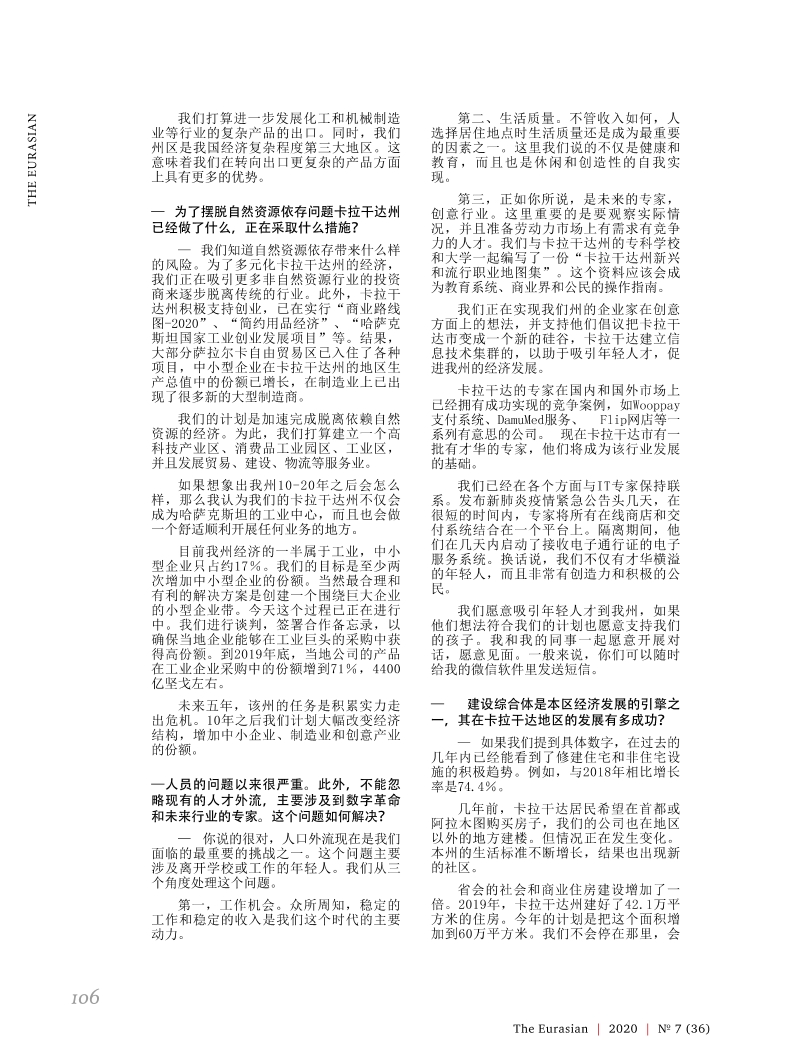 THE EURASIAN
我们打算进一步发展化工和机械制造
业等行业的复杂产品的出口。同时，我们
州区是我国经济复杂程度第三大地区。这
意味着我们在转向出口更复杂的产品方面
上具有更多的优势。
— 为了摆脱自然资源依存问题卡拉干达州
已经做了什么，正在采取什么措施？
— 我们知道自然资源依存带来什么样
的风险。为了多元化卡拉干达州的经济，
我们正在吸引更多非自然资源行业的投资
商来逐步脱离传统的行业。此外，卡拉干
达州积极支持创业，已在实行“商业路线
图-2020”、“简约用品经济”、“哈萨克
斯坦国家工业创业发展项目”等。结果，
大部分萨拉尔卡自由贸易区已入住了各种
项目，中小型企业在卡拉干达州的地区生
产总值中的份额已增长，在制造业上已出
现了很多新的大型制造商。
我们的计划是加速完成脱离依赖自然
资源的经济。为此，我们打算建立一个高
科技产业区、消费品工业园区、工业区，
并且发展贸易、建设、物流等服务业。
如果想象出我州10-20年之后会怎么
样，那么我认为我们的卡拉干达州不仅会
成为哈萨克斯坦的工业中心，而且也会做
一个舒适顺利开展任何业务的地方。
目前我州经济的一半属于工业，中小
型企业只占约17%。我们的目标是至少两
次增加中小型企业的份额。当然最合理和
有利的解决方案是创建一个围绕巨大企业
的小型企业带。今天这个过程已正在进行
中。我们进行谈判，签署合作备忘录，以
确保当地企业能够在工业巨头的采购中获
得高份额。到2019年底，当地公司的产品
在工业企业采购中的份额增到71%，4400
亿坚戈左右。
未来五年，该州的任务是积累实力走
出危机。10年之后我们计划大幅改变经济
结构，增加中小企业、制造业和创意产业
的份额。
—人员的问题以来很严重。此外，不能忽
略现有的人才外流，主要涉及到数字革命
和未来行业的专家。这个问题如何解决？
— 你说的很对，人口外流现在是我们
面临的最重要的挑战之一。这个问题主要
涉及离开学校或工作的年轻人。我们从三
个角度处理这个问题。
第一，工作机会。众所周知，稳定的
工作和稳定的收入是我们这个时代的主要
动力。
第二、生活质量。不管收入如何，人
选择居住地点时生活质量还是成为最重要
的因素之一。这里我们说的不仅是健康和
教育，而且也是休闲和创造性的自我实
现。
第三，正如你所说，是未来的专家，
创意行业。这里重要的是要观察实际情
况，并且准备劳动力市场上有需求有竞争
力的人才。我们与卡拉干达州的专科学校
和大学一起编写了一份“卡拉干达州新兴
和流行职业地图集”。这个资料应该会成
为教育系统、商业界和公民的操作指南。
我们正在实现我们州的企业家在创意
方面上的想法，并支持他们倡议把卡拉干
达市变成一个新的硅谷，卡拉干达建立信
息技术集群的，以助于吸引年轻人才，促
进我州的经济发展。
卡拉干达的专家在国内和国外市场上
已经拥有成功实现的竞争案例，如Wooppay
支付系统、DamuMed服务、 Flip网店等一
系列有意思的公司。 现在卡拉干达市有一
批有才华的专家，他们将成为该行业发展
的基础。
我们已经在各个方面与IT专家保持联
系。发布新肺炎疫情紧急公告头几天，在
很短的时间内，专家将所有在线商店和交
付系统结合在一个平台上。隔离期间，他
们在几天内启动了接收电子通行证的电子
服务系统。换话说，我们不仅有才华横溢
的年轻人，而且非常有创造力和积极的公
民。
我们愿意吸引年轻人才到我州，如果
他们想法符合我们的计划也愿意支持我们
的孩子。我和我的同事一起愿意开展对
话，愿意见面。一般来说，你们可以随时
给我的微信软件里发送短信。
— 建设综合体是本区经济发展的引擎之
一，其在卡拉干达地区的发展有多成功？
— 如果我们提到具体数字，在过去的
几年内已经能看到了修建住宅和非住宅设
施的积极趋势。例如，与2018年相比增长
率是74.4%。
几年前，卡拉干达居民希望在首都或
阿拉木图购买房子，我们的公司也在地区
以外的地方建楼。但情况正在发生变化。
本州的生活标准不断增长，结果也出现新
的社区。
省会的社会和商业住房建设增加了一
倍。2019年，卡拉干达州建好了42.1万平
方米的住房。今年的计划是把这个面积增
加到60万平方米。我们不会停在那里，会
106
The Eurasian | 2020 | № 7 (36)